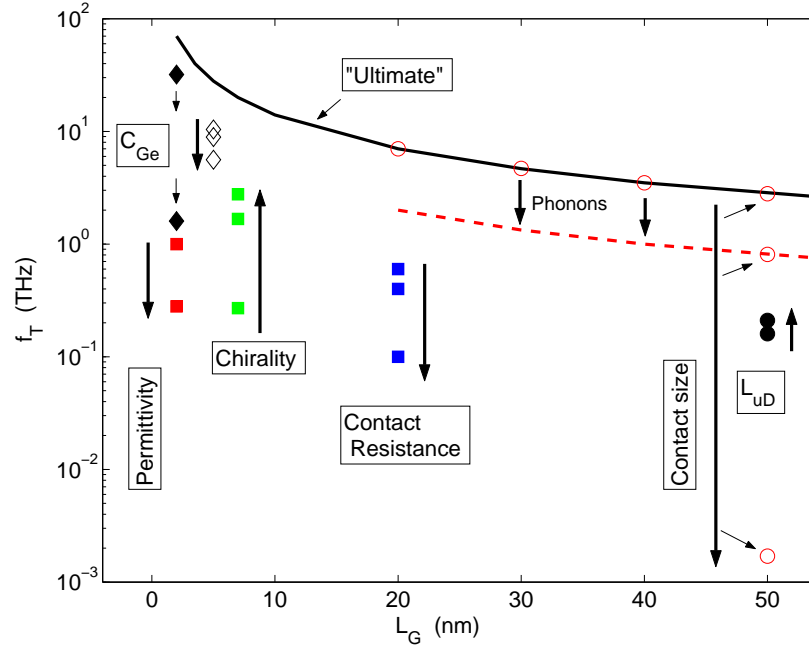 10^2
10^1
10^0
10^−1
10^−2
10^−3
f_T (THz)
"Ultimate"
C_Ge
Phonons
Chirality
Permittivity
Contact
Resistance
Contact size
L_uD
0
10
20
30
40
50
L_G (nm)